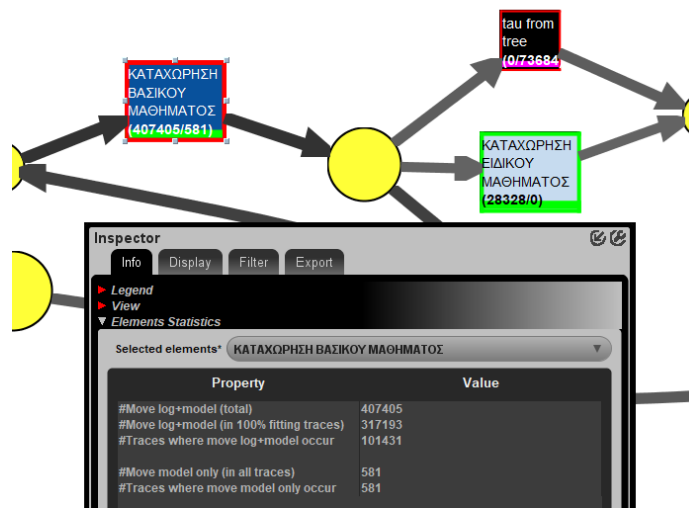 tau from
tree
(0/73684
ΚΑΤΑΧΩΡΗΣΗ
ΒΑΣΙΚΟΥ
ΜΑΘΗΜΑΤΟΣ
(407405/581)
ΚΑΤΑΧΩΡΗΣΗ
ΕΙΔΙΚΟΥ
ΜΑΘΗΜΑΤΟΣ
(28328/0)
Inspector
Info Display Filter Export
Legend
View
Elements Statistics
Selected elements* ΚΑΤΑΧΩΡΗΣΗ ΒΑΣΙΚΟΥ ΜΑΘΗΜΑΤΟΣ
Property Value
#Move log+model (total) 407405
#Move log+model (in 100% fitting traces) 317193
#Traces where move log+model occur 101431
#Move model only (in all traces) 581
#Traces where move model only occur 581